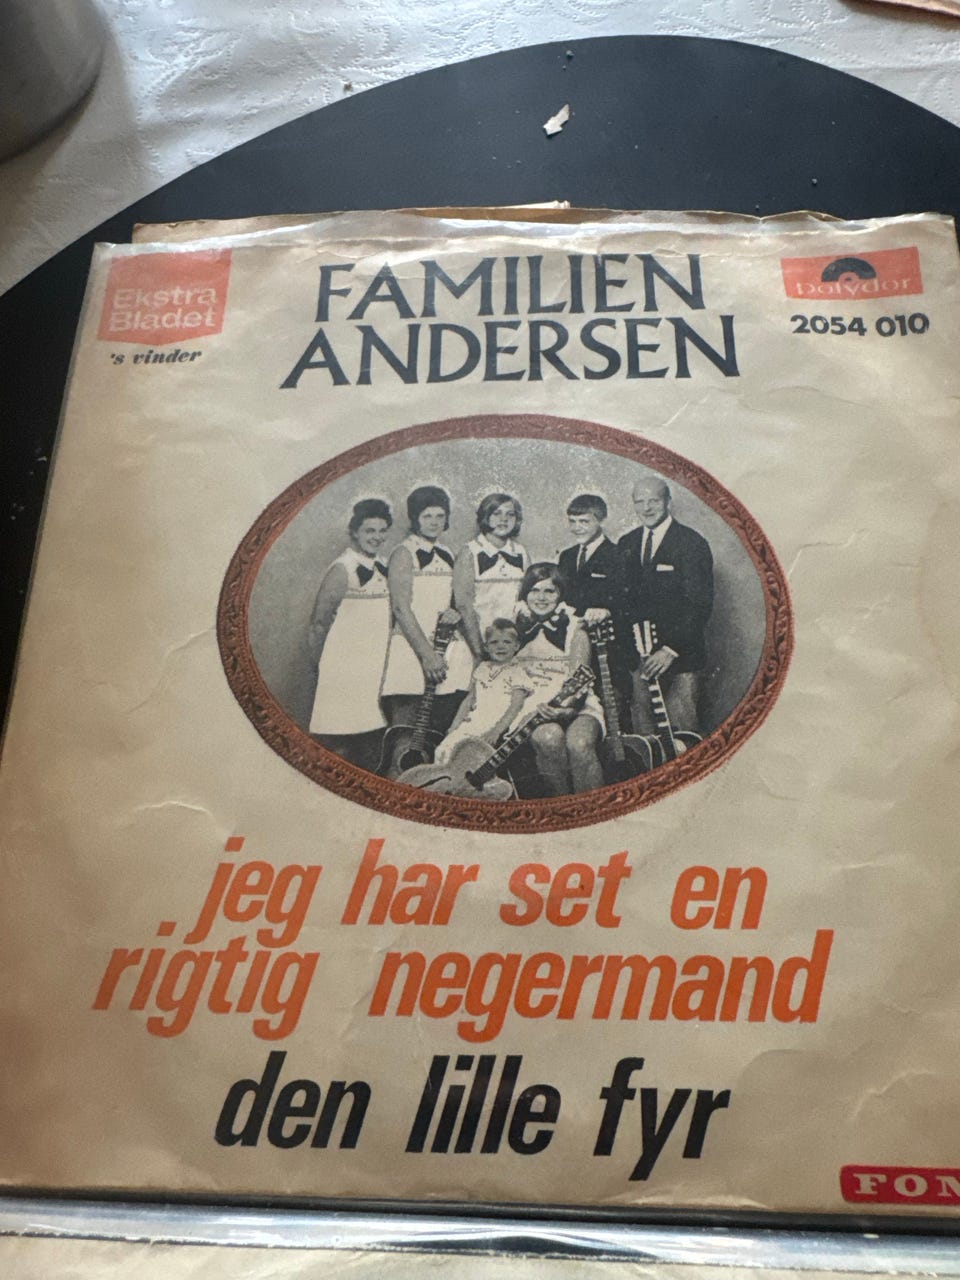 Ekstra
Bladet
's vinder
FAMILIEN
ANDERSEN
Polydor
2054 010
jeg har set en
rigtig negermand
den lille fyr
FON